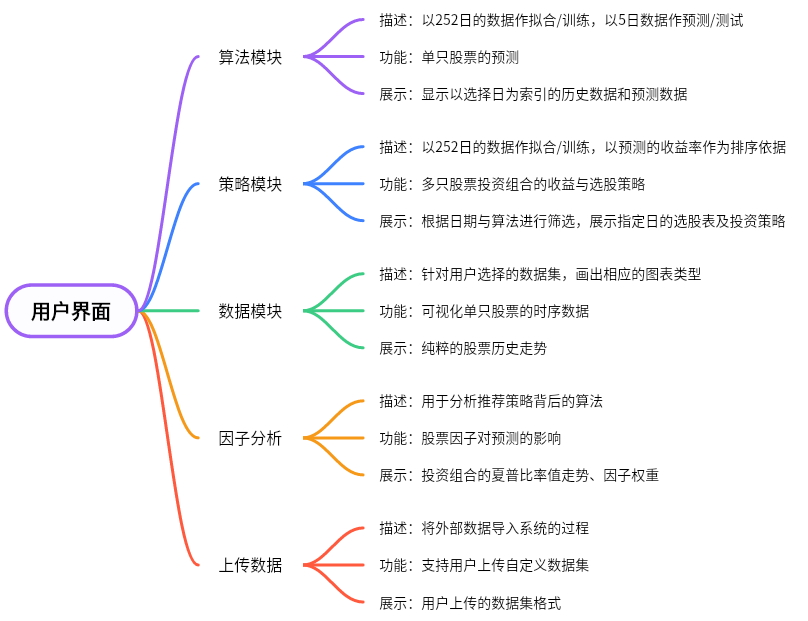 用户界面
算法模块
描述：以252日的数据作拟合/训练，以5日数据作预测/测试
功能：单只股票的预测
展示：显示以选择日为索引的历史数据和预测数据
策略模块
描述：以252日的数据作拟合/训练，以预测的收益率作为排序依据
功能：多只股票投资组合的收益与选股策略
展示：根据日期与算法进行筛选，展示指定日的选股表及投资策略
数据模块
描述：针对用户选择的数据集，画出相应的图表类型
功能：可视化单只股票的时序数据
展示：纯粹的股票历史走势
因子分析
描述：用于分析推荐策略背后的算法
功能：股票因子对预测的影响
展示：投资组合的夏普比率值走势、因子权重
上传数据
描述：将外部数据导入系统的过程
功能：支持用户上传自定义数据集
展示：用户上传的数据集格式